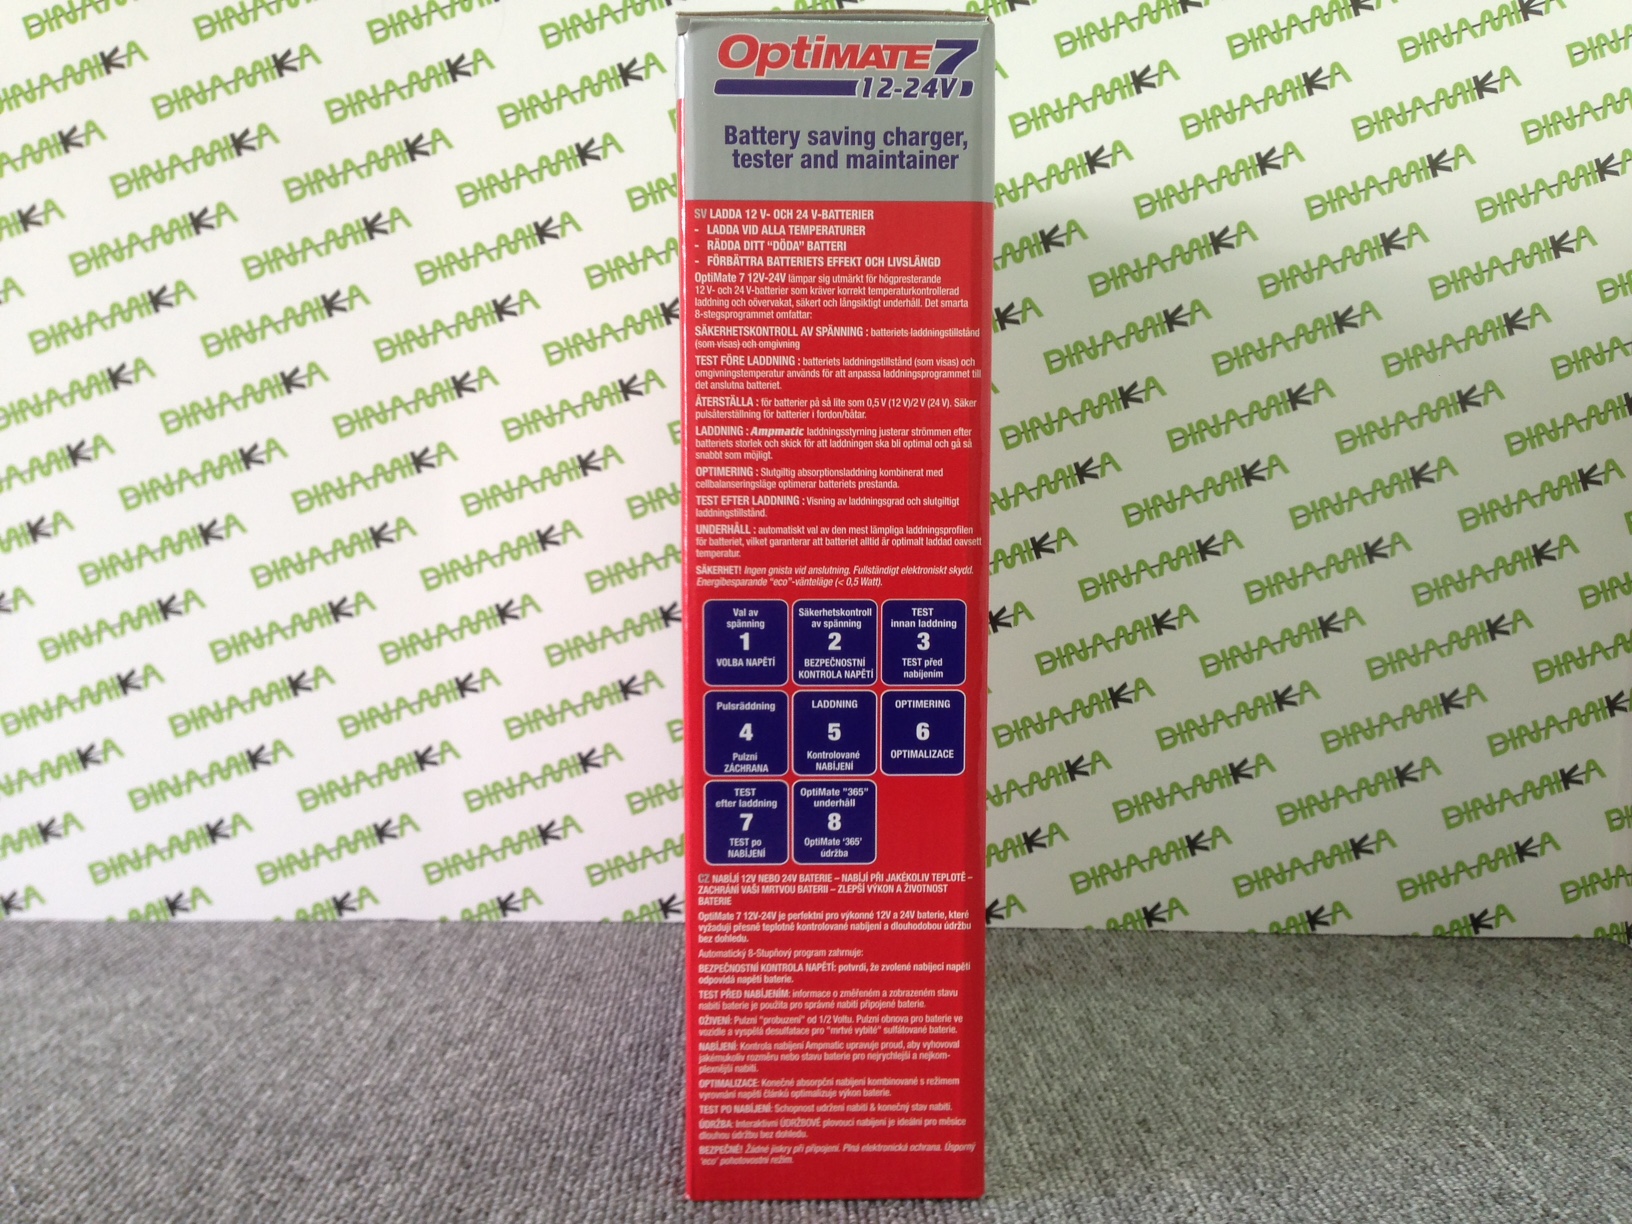 OptiMATE 7
12-24V
Battery saving charger,
tester and maintainer
SV LADDA 12 V- OCH 24 V-BATTERIER
- LADDA VID ALLA TEMPERATURER
- RÄDDA DITT “DÖDA” BATTERI
- FÖRBÄTTRA BATTERIETS EFFEKT OCH LIVSLÄNGD
OptiMate 7 12V-24V lämpar sig utmärkt för högpresterande
12 V- och 24 V-batterier som kräver korrekt temperaturkontrollerad
laddning och oövervakat, säkert och långsiktigt underhåll. Det smarta
8-stegsprogrammet omfattar:
SÄKERHETSKONTROLL AV SPÄNNING : batteriets laddningstillstånd
(som visas) och omgivning
TEST FÖRE LADDNING : batteriets laddningstillstånd (som visas) och
omgivningstemperatur används för att anpassa laddningsprogrammet till
det anslutna batteriet.
ÅTERSTÄLLA : för batterier på så lite som 0,5 V (12 V)/2 V (24 V). Säker
pulsåterställning för batterier i fordon/båtar.
LADDNING : Ampmatic laddningsstyrning justerar strömmen efter
batteriets storlek och skick för att laddningen ska bli optimal och gå så
snabbt som möjligt.
OPTIMERING : Slutgiltig absorptionsladdning kombinerat med
cellbalanseringsläge optimerar batteriets prestanda.
TEST EFTER LADDNING : Visning av laddningsgrad och slutgiltigt
laddningstillstånd.
UNDERHÅLL : automatiskt val av den mest lämpliga laddningsprofilen
för batteriet, vilket garanterar att batteriet alltid är optimalt laddad oavsett
temperatur.
SÄKERHET! Ingen gnista vid anslutning. Fullständigt elektroniskt skydd.
Energibesparande “eco”-vänteläge (< 0,5 Watt).
Val av
spänning
1
VOLBA NAPĚTÍ
Säkerhetskontroll
av spänning
2
BEZPEČNOSTNÍ
KONTROLA NAPĚTÍ
TEST
innan laddning
3
TEST před
nabíjením
Pulsräddning
4
Pulzní
ZÁCHRANA
LADDNING
5
Kontrolované
NABÍJENÍ
OPTIMERING
6
OPTIMALIZACE
TEST
efter laddning
7
TEST po
NABÍJENÍ
OptiMate "365"
underhåll
8
OptiMate '365'
údržba
CZ NABÍJÍ 12V NEBO 24V BATERIE – NABÍJÍ PŘI JAKÉKOLIV TEPLOTĚ –
ZACHRÁNÍ VAŠI MRTVOU BATERII – ZLEPŠÍ VÝKON A ŽIVOTNOST
BATERIE
OptiMate 7 12V-24V je perfektní pro výkonné 12V a 24V baterie, které
vyžadují přesně teplotně kontrolované nabíjení a dlouhodobou údržbu
bez dohledu.
Automatický 8-Stupňový program zahrnuje:
BEZPEČNOSTNÍ KONTROLA NAPĚTÍ: potvrdí, že zvolené nabíjecí napětí
odpovídá napětí baterie.
TEST PŘED NABÍJENÍM: informace o změřeném a zobrazeném stavu
nabití baterie je použita pro správné nabití připojené baterie.
OŽIVENÍ: Pulzní "probuzení" od 1/2 Voltu. Pulzní obnova pro baterie ve
vozidle a vyspělá desulfatace pro "mrtvě vybité" sulfátované baterie.
NABÍJENÍ: Kontrola nabíjení Ampmatic upravuje proud, aby vyhovoval
jakémukoliv rozměru nebo stavu baterie pro nejrychlejší a nejkom-
plexnější nabití.
OPTIMALIZACE: Konečné absorpční nabíjení kombinované s režimem
vyrovnání napětí článků optimalizuje výkon baterie.
TEST PO NABÍJENÍ: Schopnost udržení nabití & konečný stav nabití.
ÚDRŽBA: Interaktivní ÚDRŽBOVÉ plovoucí nabíjení je ideální pro měsíce
dlouhou údržbu bez dohledu.
BEZPEČNÉ! Žádné jiskry při připojení. Plná elektronická ochrana. Úsporný
'eco' pohotovostní režim.
DINAMIKA